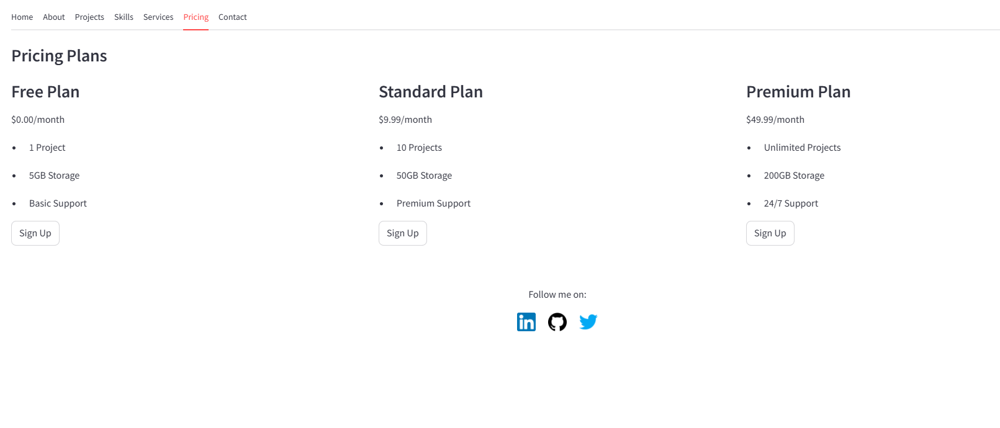 Home About Projects Skills Services Pricing Contact
Pricing Plans
Free Plan
$0.00/month
• 1 Project
• 5GB Storage
• Basic Support
Sign Up
Standard Plan
$9.99/month
• 10 Projects
• 50GB Storage
• Premium Support
Sign Up
Premium Plan
$49.99/month
• Unlimited Projects
• 200GB Storage
• 24/7 Support
Sign Up
Follow me on:
in